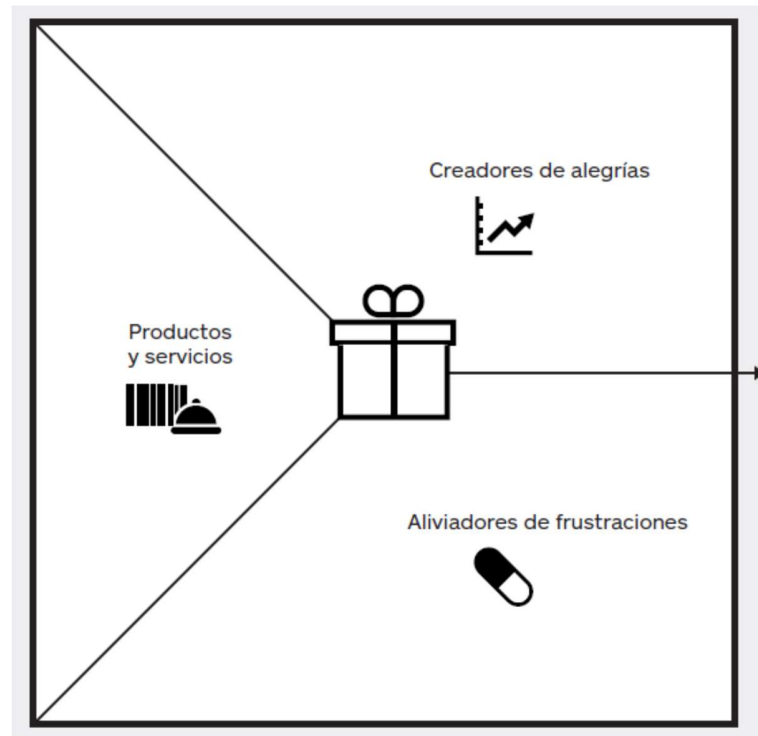 Creadores de alegrías
Productos
y servicios
Aliviadores de frustraciones